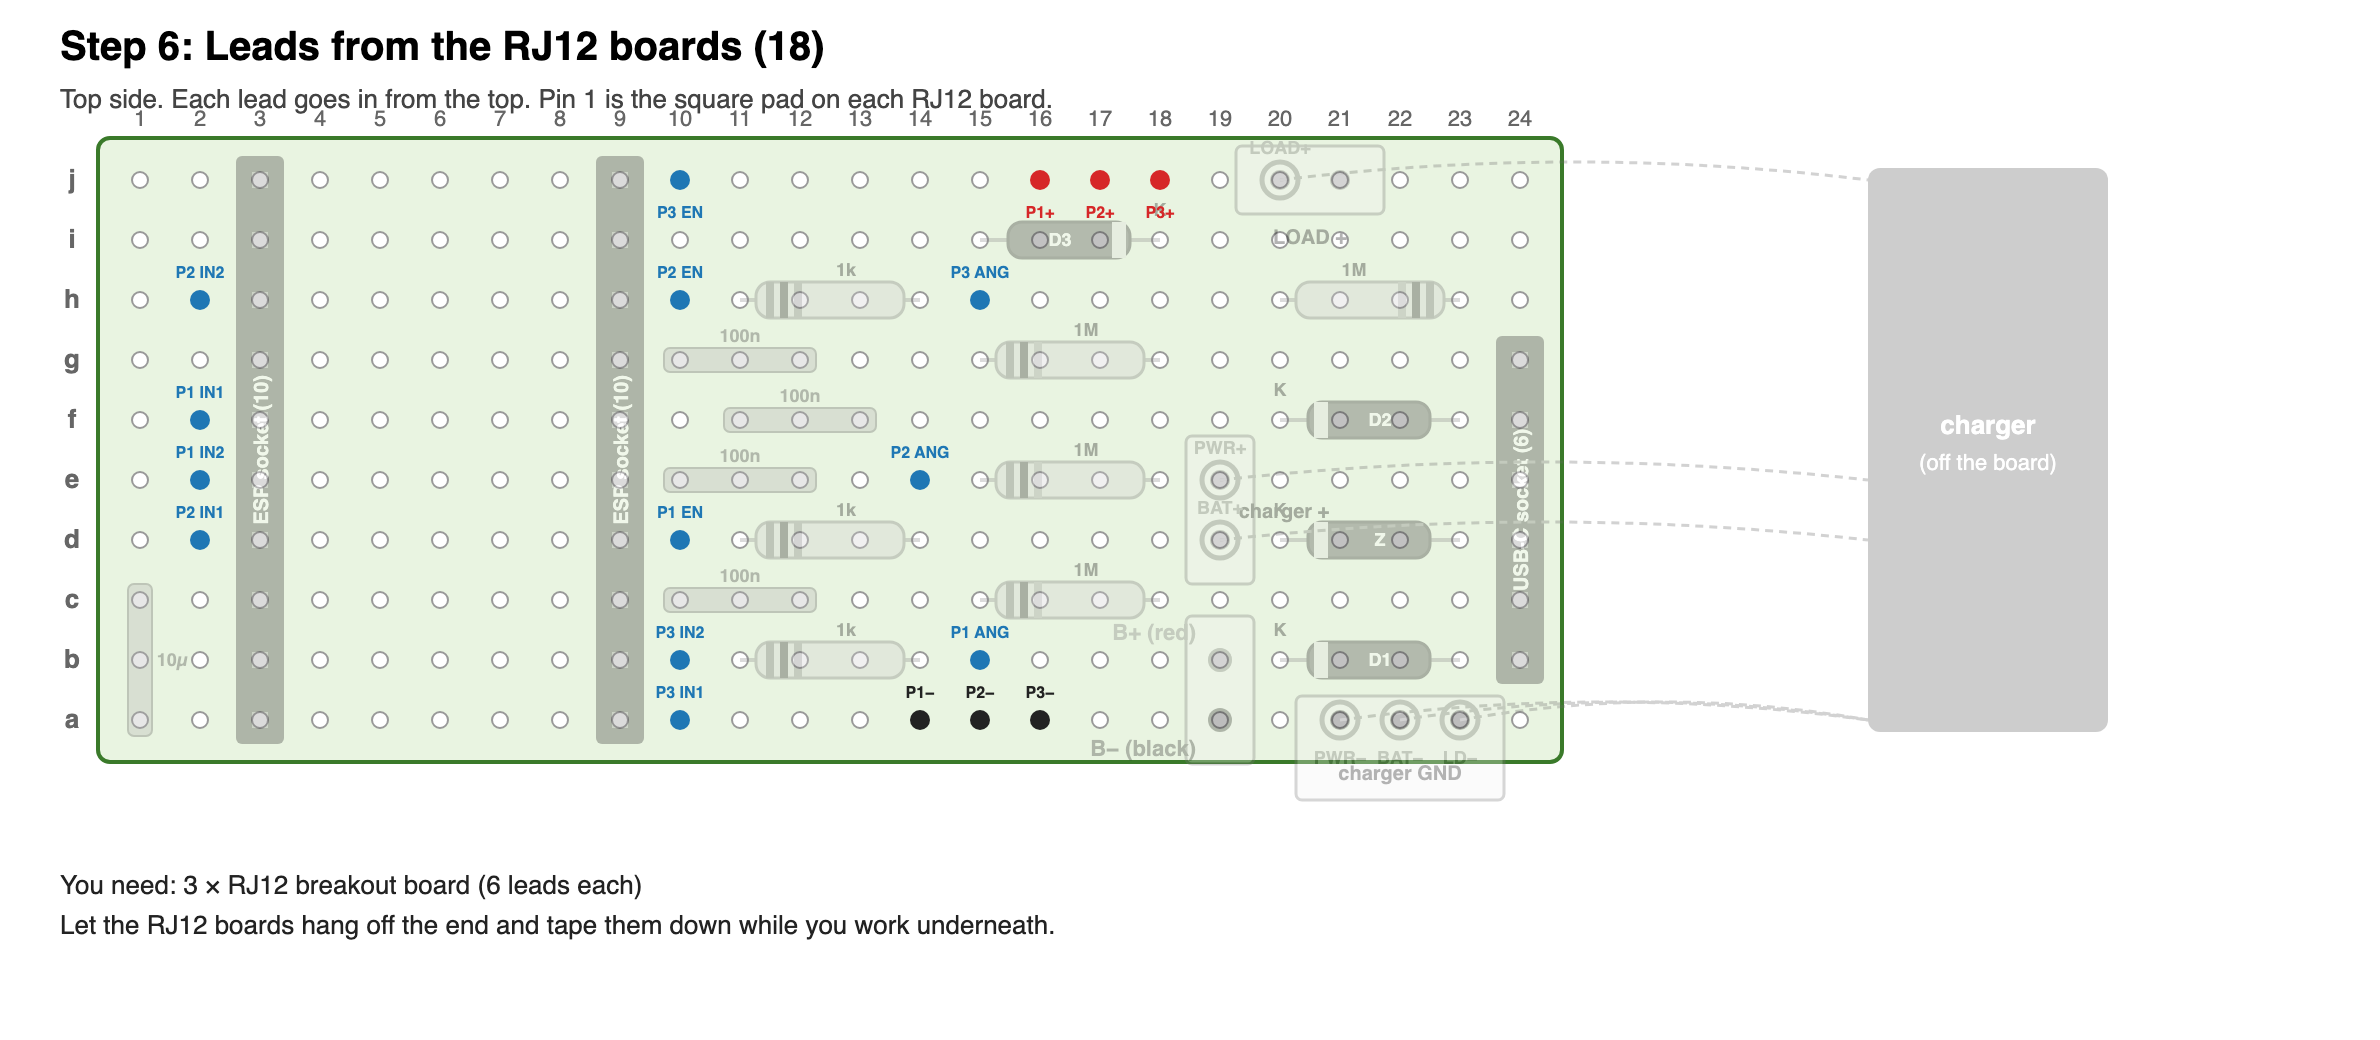 Step 6: Leads from the RJ12 boards (18)
Top side. Each lead goes in from the top. Pin 1 is the square pad on each RJ12 board.
1 2 3 4 5 6 7 8 9 10 11 12 13 14 15 16 17 18 19 20 21 22 23 24
LOAD+
j
P3 EN P1+ P2+ P3+ K
i D3 LOAD +
P2 IN2 P2 EN 1k P3 ANG 1M
h
100n 1M
g
P1 IN1 100n K
f D2
P1 IN2 100n P2 ANG 1M PWR+
e
P2 IN1 P1 EN 1k BAT+ charger + K
d Z
100n 1M
c
P3 IN2 1k P1 ANG B+ (red) K
b 10µ D1
P3 IN1 P1– P2– P3–
a
B– (black) PWR– BAT– LD–
charger GND
ESP socket (10)
ESP socket (10)
USB-C socket (6)
charger
(off the board)
You need: 3 × RJ12 breakout board (6 leads each)
Let the RJ12 boards hang off the end and tape them down while you work underneath.